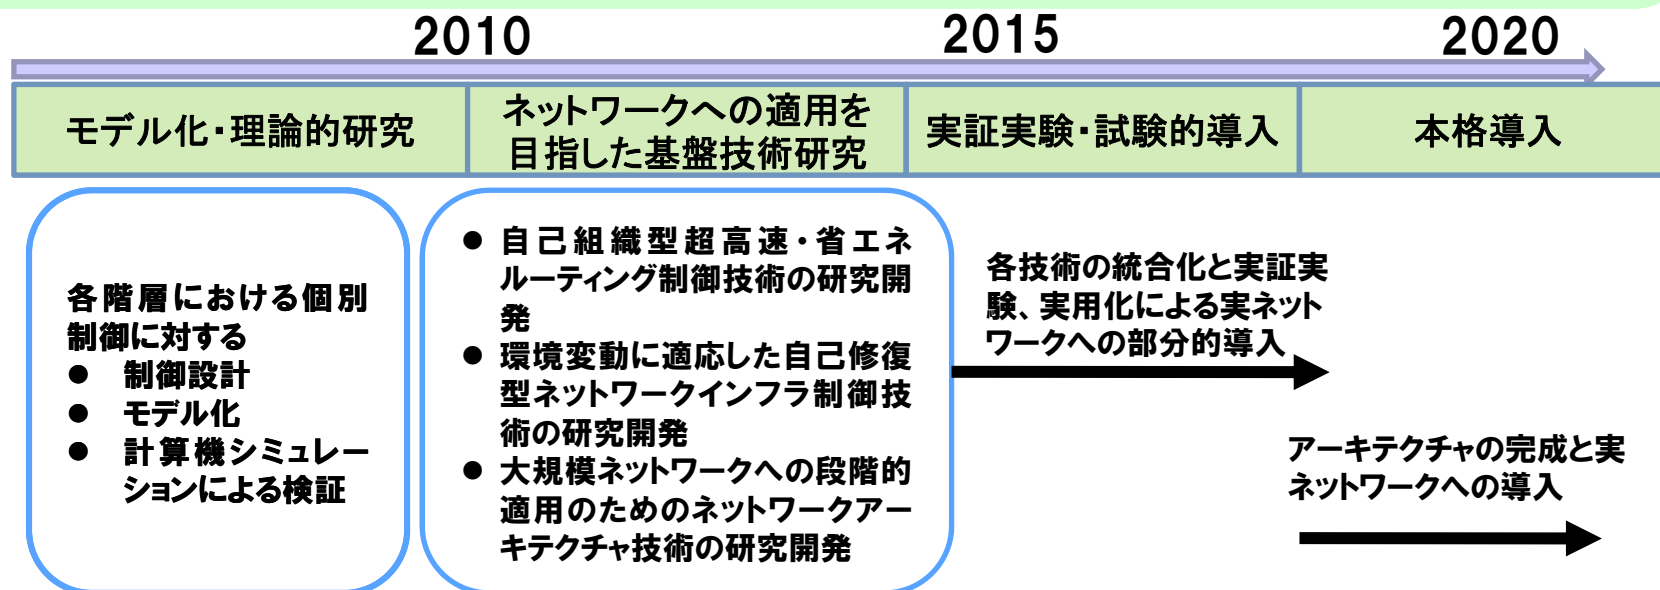 2010
2015
2020
モデル化・理論的研究
ネットワークへの適用を
目指した基盤技術研究
実証実験・試験的導入
本格導入
各階層における個別
制御に対する
● 制御設計
● モデル化
● 計算機シミュレー
ションによる検証
● 自己組織型超高速・省エネ
ルーティング制御技術の研究開
発
● 環境変動に適応した自己修復
型ネットワークインフラ制御技
術の研究開発
● 大規模ネットワークへの段階的
適用のためのネットワークアー
キテクチャ技術の研究開発
各技術の統合化と実証実
験、実用化による実ネット
ワークへの部分的導入
アーキテクチャの完成と実
ネットワークへの導入